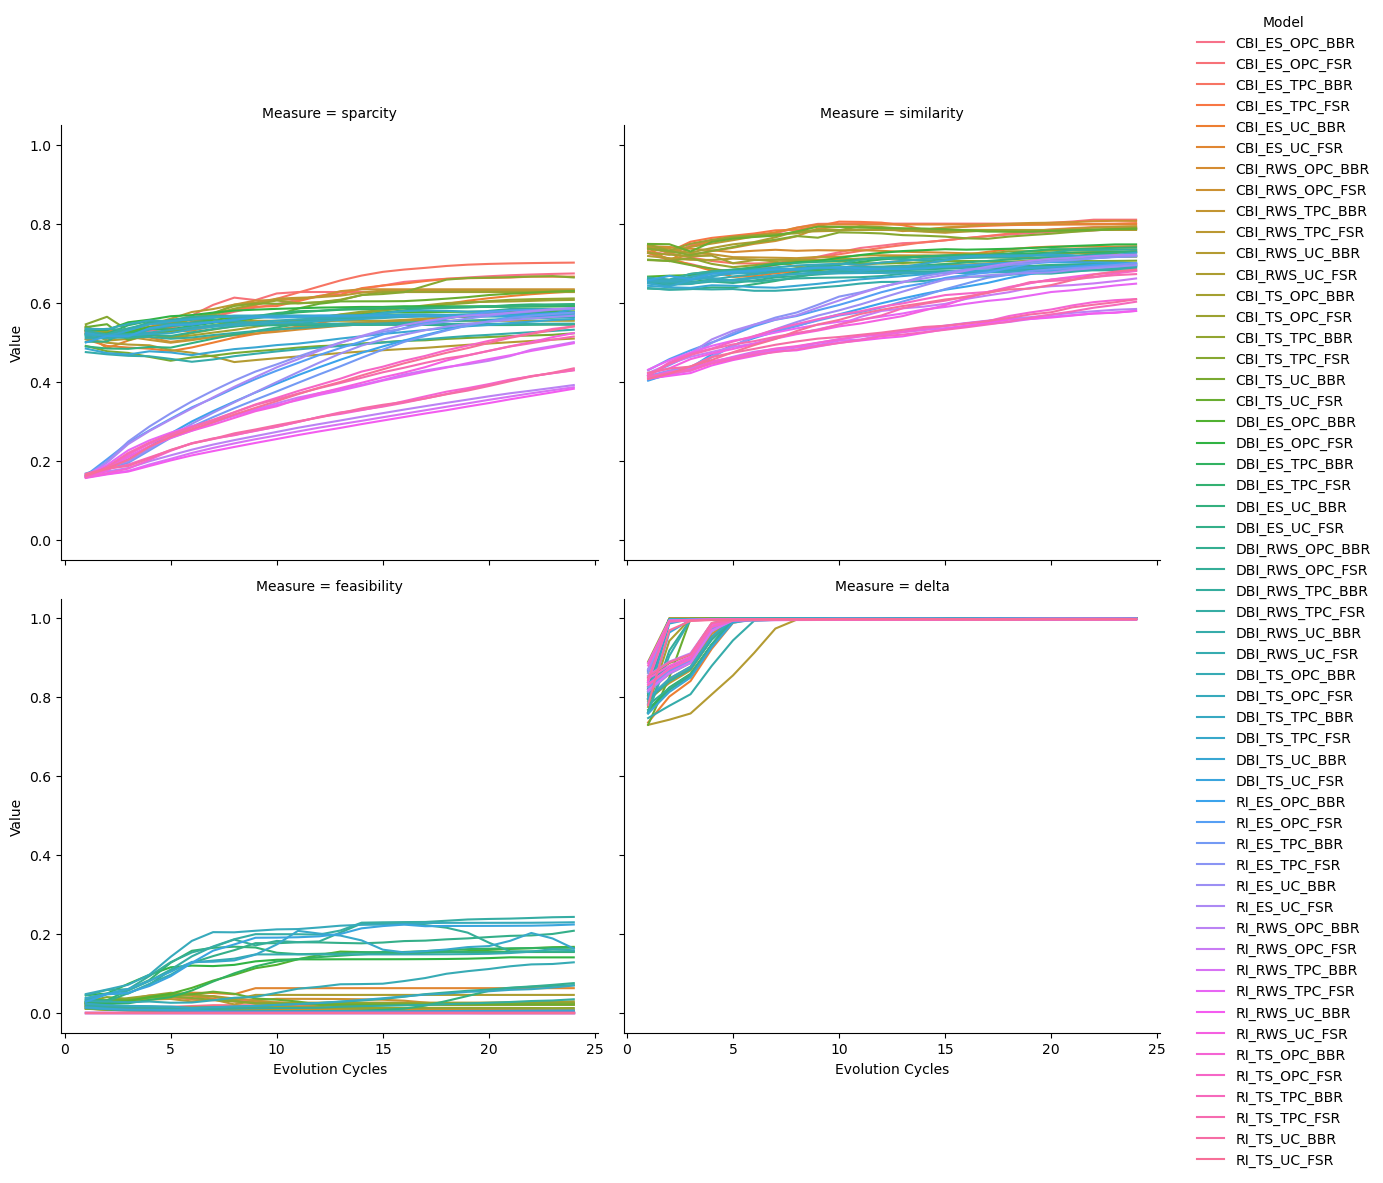 Model
CBI_ES_OPC_BBR
CBI_ES_OPC_FSR
CBI_ES_TPC_BBR
CBI_ES_TPC_FSR
CBI_ES_UC_BBR
CBI_ES_UC_FSR
CBI_RWS_OPC_BBR
CBI_RWS_OPC_FSR
CBI_RWS_TPC_BBR
CBI_RWS_TPC_FSR
CBI_RWS_UC_BBR
CBI_RWS_UC_FSR
CBI_TS_OPC_BBR
CBI_TS_OPC_FSR
CBI_TS_TPC_BBR
CBI_TS_TPC_FSR
CBI_TS_UC_BBR
CBI_TS_UC_FSR
DBI_ES_OPC_BBR
DBI_ES_OPC_FSR
DBI_ES_TPC_BBR
DBI_ES_TPC_FSR
DBI_ES_UC_BBR
DBI_ES_UC_FSR
DBI_RWS_OPC_BBR
DBI_RWS_OPC_FSR
DBI_RWS_TPC_BBR
DBI_RWS_TPC_FSR
DBI_RWS_UC_BBR
DBI_RWS_UC_FSR
DBI_TS_OPC_BBR
DBI_TS_OPC_FSR
DBI_TS_TPC_BBR
DBI_TS_TPC_FSR
DBI_TS_UC_BBR
DBI_TS_UC_FSR
RI_ES_OPC_BBR
RI_ES_OPC_FSR
RI_ES_TPC_BBR
RI_ES_TPC_FSR
RI_ES_UC_BBR
RI_ES_UC_FSR
RI_RWS_OPC_BBR
RI_RWS_OPC_FSR
RI_RWS_TPC_BBR
RI_RWS_TPC_FSR
RI_RWS_UC_BBR
RI_RWS_UC_FSR
RI_TS_OPC_BBR
RI_TS_OPC_FSR
RI_TS_TPC_BBR
RI_TS_TPC_FSR
RI_TS_UC_BBR
RI_TS_UC_FSR
Measure = sparcity
Measure = similarity
Value
1.0
0.8
0.6
0.4
0.2
0.0
Measure = feasibility
Measure = delta
Value
1.0
0.8
0.6
0.4
0.2
0.0
0 5 10 15 20 25
0 5 10 15 20 25
Evolution Cycles
Evolution Cycles